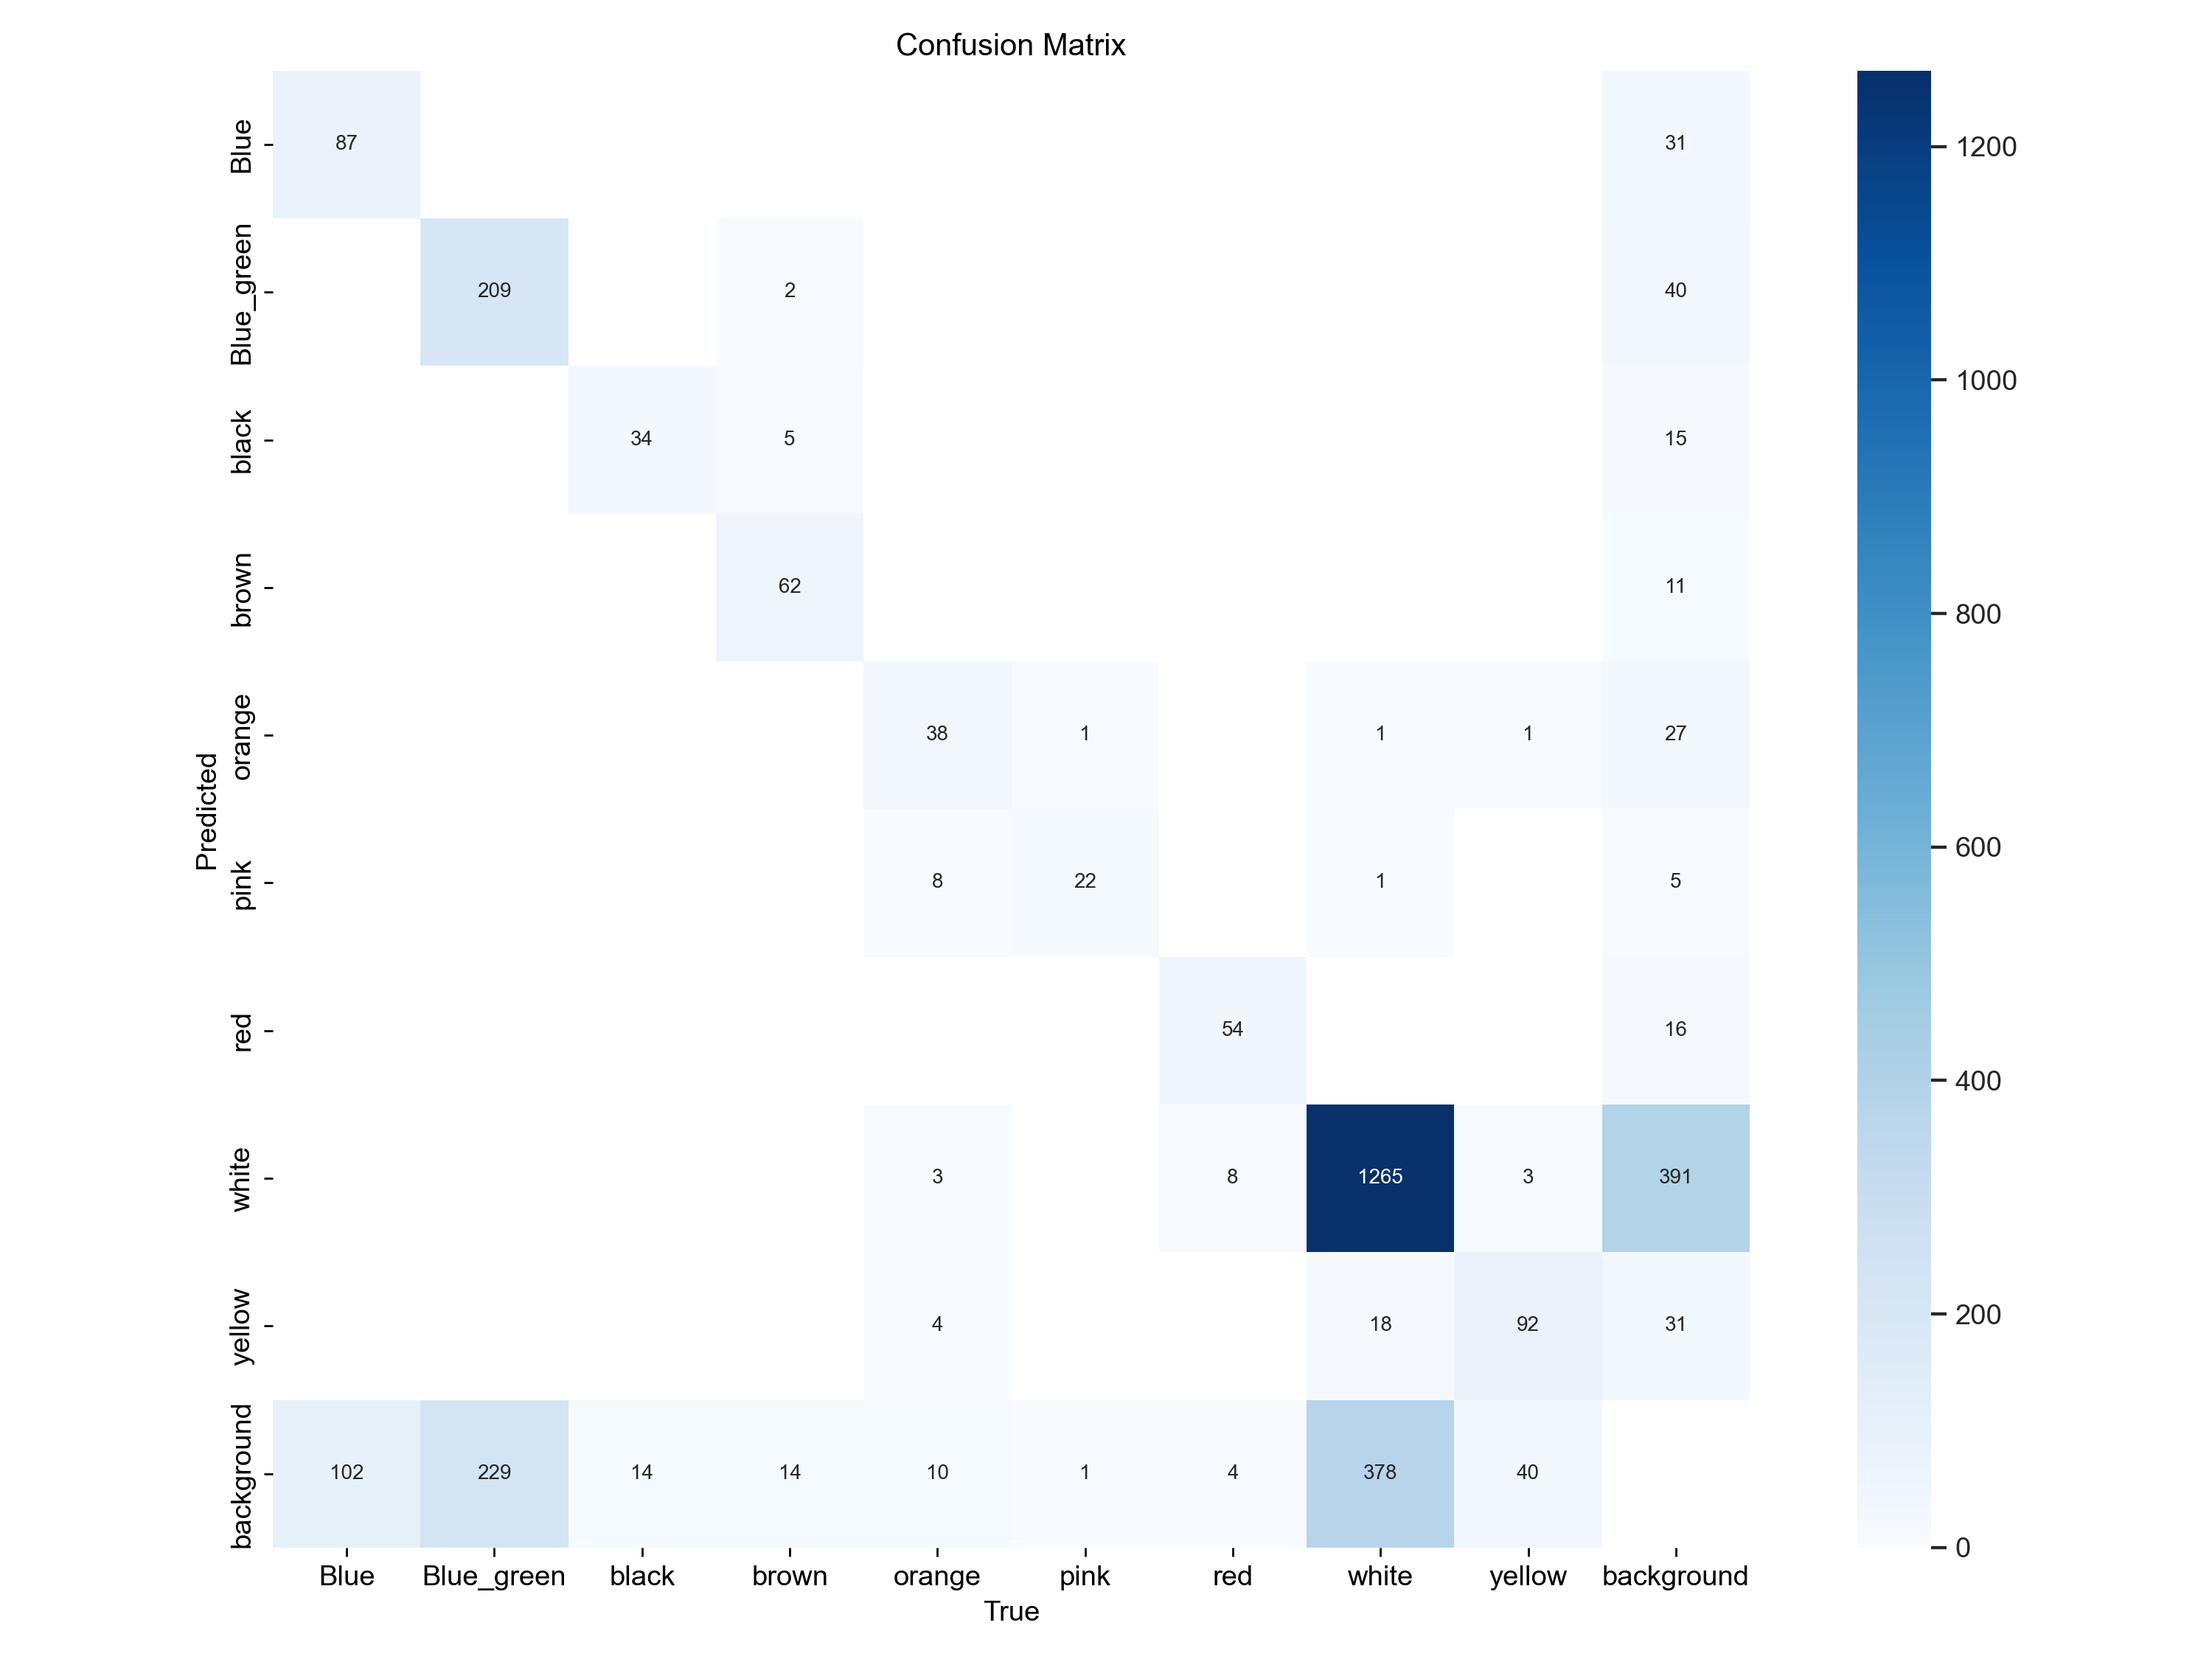 Confusion Matrix
Blue
87
31
1200
Blue_green
209
2
40
1000
black
34
5
15
brown
62
11
800
orange
38
1
1
1
27
Predicted
pink
8
22
1
5
600
red
54
16
400
white
3
8
1265
3
391
yellow
4
18
92
31
200
background
102
229
14
14
10
1
4
378
40
0
Blue
Blue_green
black
brown
orange
pink
red
white
yellow
background
True